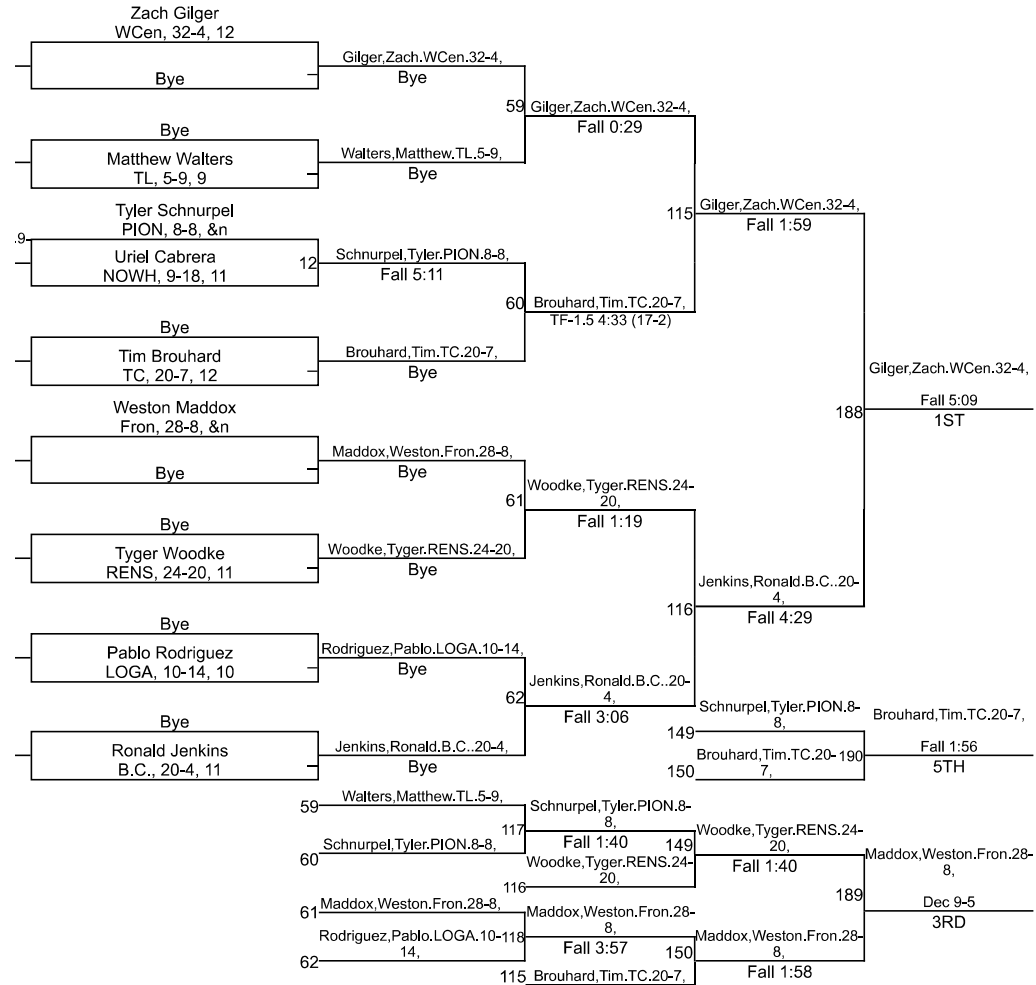 Zach Gilger
WCen, 32-4, 12
Bye
Gilger,Zach.WCen.32-4,
Bye
59
Gilger,Zach.WCen.32-4,
Fall 0:29
Bye
Matthew Walters
TL, 5-9, 9
Walters,Matthew.TL.5-9,
Bye
115
Gilger,Zach.WCen.32-4,
Fall 1:59
Tyler Schnurpel
PION, 8-8, &n
.9
Uriel Cabrera
NOWH, 9-18, 11
12
Schnurpel,Tyler.PION.8-8,
Fall 5:11
60
Brouhard,Tim.TC.20-7,
TF-1.5 4:33 (17-2)
Bye
Tim Brouhard
TC, 20-7, 12
Brouhard,Tim.TC.20-7,
Bye
188
Gilger,Zach.WCen.32-4,
Fall 5:09
1ST
Weston Maddox
Fron, 28-8, &n
Bye
Maddox,Weston.Fron.28-8,
Bye
61
Woodke,Tyger.RENS.24-
20,
Fall 1:19
Bye
Tyger Woodke
RENS, 24-20, 11
Woodke,Tyger.RENS.24-20,
Bye
116
Jenkins,Ronald.B.C..20-
4,
Fall 4:29
Bye
Pablo Rodriguez
LOGA, 10-14, 10
Rodriguez,Pablo.LOGA.10-14,
Bye
62
Jenkins,Ronald.B.C..20-
4,
Fall 3:06
Bye
Ronald Jenkins
B.C., 20-4, 11
Jenkins,Ronald.B.C..20-4,
Bye
Schnurpel,Tyler.PION.8-
8,
149
Brouhard,Tim.TC.20-
7,
150
190
Brouhard,Tim.TC.20-7,
Fall 1:56
5TH
59
Walters,Matthew.TL.5-9,
60
Schnurpel,Tyler.PION.8-8,
117
Schnurpel,Tyler.PION.8-
8,
Fall 1:40
149
Woodke,Tyger.RENS.24-
20,
116
Woodke,Tyger.RENS.24-
20,
Fall 1:40
61
Maddox,Weston.Fron.28-8,
Rodriguez,Pablo.LOGA.10-
14,
62
118
Maddox,Weston.Fron.28-
8,
Fall 3:57
150
115
Brouhard,Tim.TC.20-7,
Maddox,Weston.Fron.28-
8,
Fall 1:58
189
Maddox,Weston.Fron.28-
8,
Dec 9-5
3RD